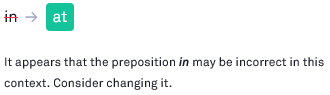 in → at
It appears that the preposition in may be incorrect in this
context. Consider changing it.